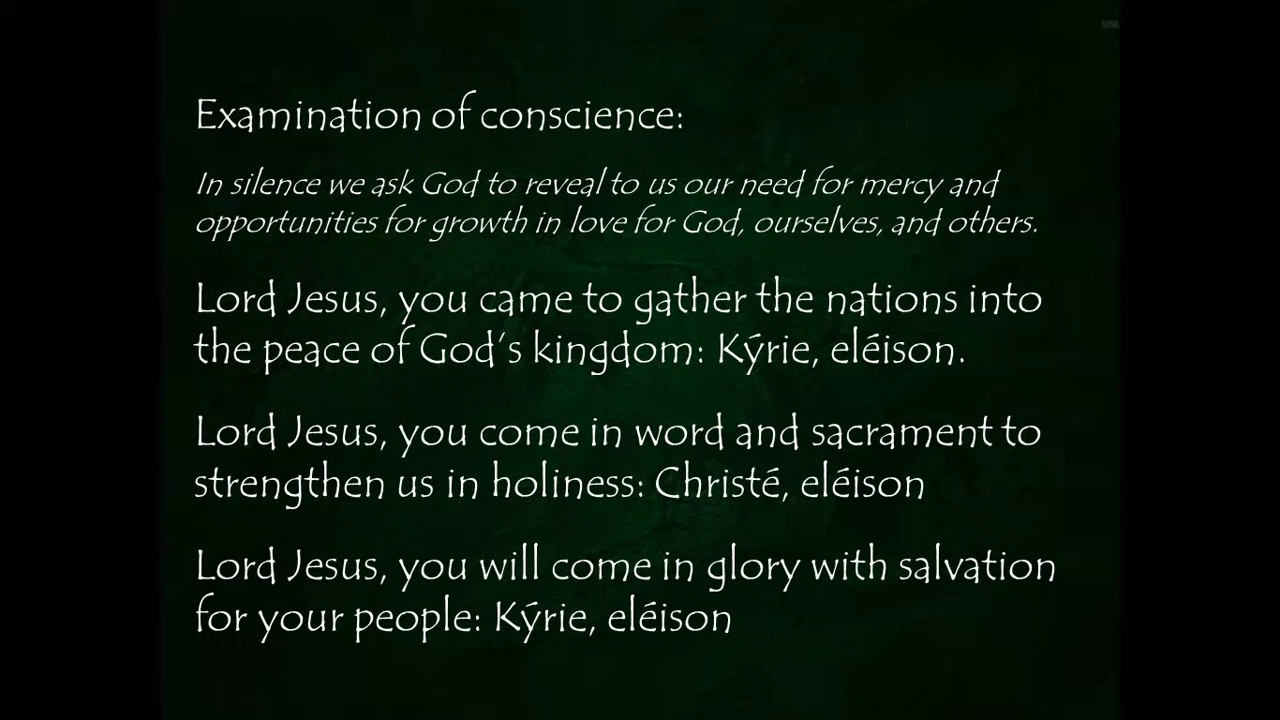 Examination of conscience:
In silence we ask God to reveal to us our need for mercy and
opportunities for growth in love for God, ourselves, and others.
Lord Jesus, you came to gather the nations into
the peace of God’s kingdom: Kýrie, eléison.
Lord Jesus, you come in word and sacrament to
strengthen us in holiness: Christé, eléison
Lord Jesus, you will come in glory with salvation
for your people: Kýrie, eléison